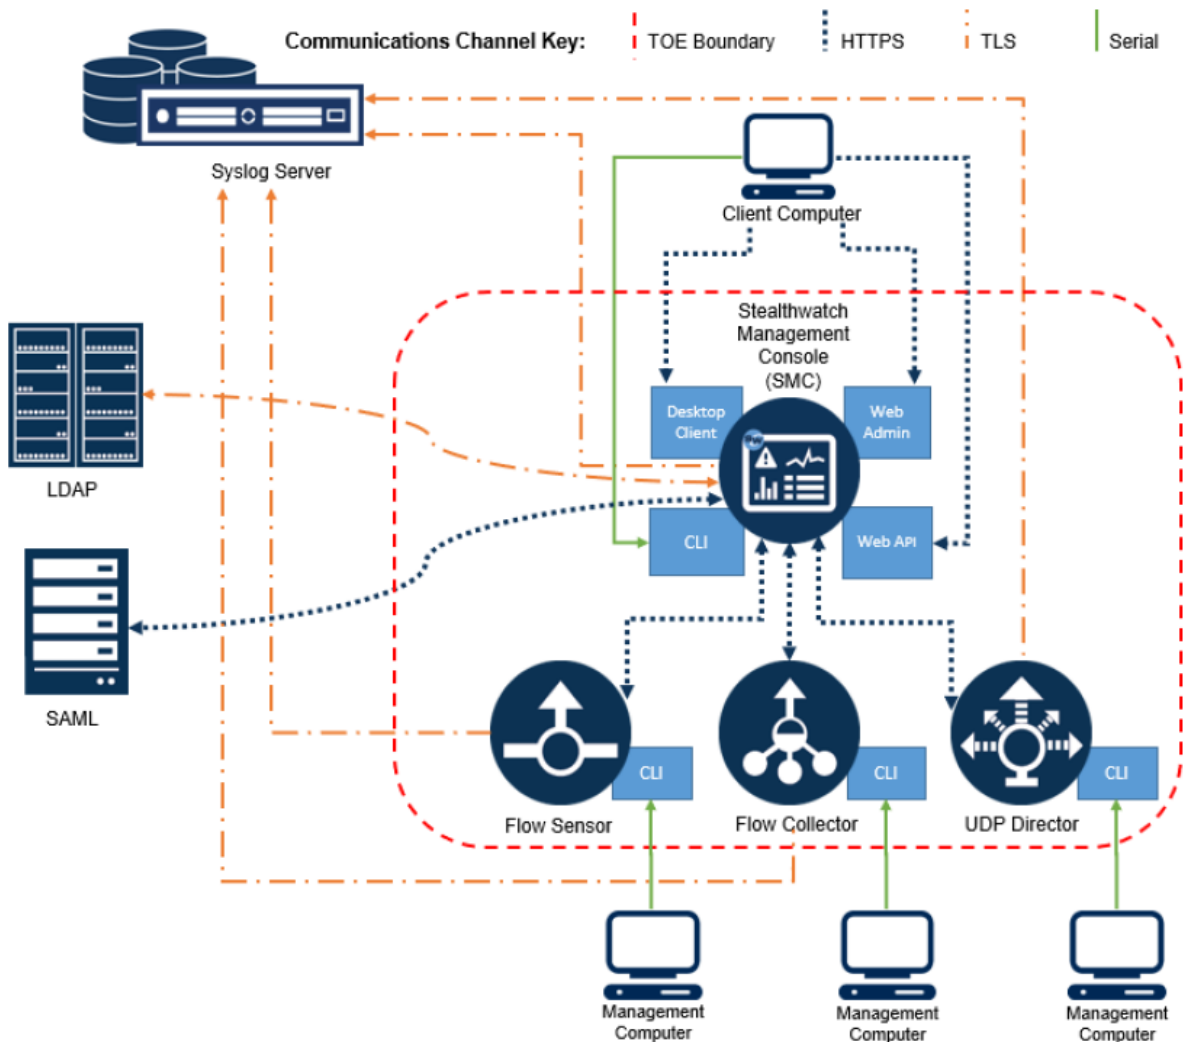 Communications Channel Key:
TOE Boundary
HTTPS
TLS
Serial
Syslog Server
Client Computer
Stealthwatch
Management
Console
(SMC)
Desktop
Client
Web
Admin
LDAP
CLI
Web API
SAML
CLI
CLI
CLI
Flow Sensor
Flow Collector
UDP Director
Management
Computer
Management
Computer
Management
Computer